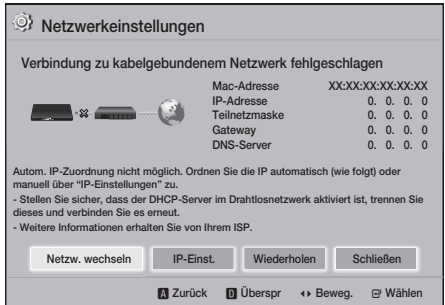 Netzwerkeinstellungen
Verbindung zu kabelgebundenem Netzwerk fehlgeschlagen
Mac-Adresse XX:XX:XX:XX:XX:XX
IP-Adresse 0. 0. 0. 0
Teilnetzmaske 0. 0. 0. 0
Gateway 0. 0. 0. 0
DNS-Server 0. 0. 0. 0
Autom. IP-Zuordnung nicht möglich. Ordnen Sie die IP automatisch (wie folgt) oder
manuell über "IP-Einstellungen" zu.
- Stellen Sie sicher, dass der DHCP-Server im Drahtlosnetzwerk aktiviert ist, trennen Sie
dieses und verbinden Sie es erneut.
- Weitere Informationen erhalten Sie von Ihrem ISP.
Netzw. wechseln IP-Einst. Wiederholen Schließen
A Zurück D Überspr Beweg. Wählen